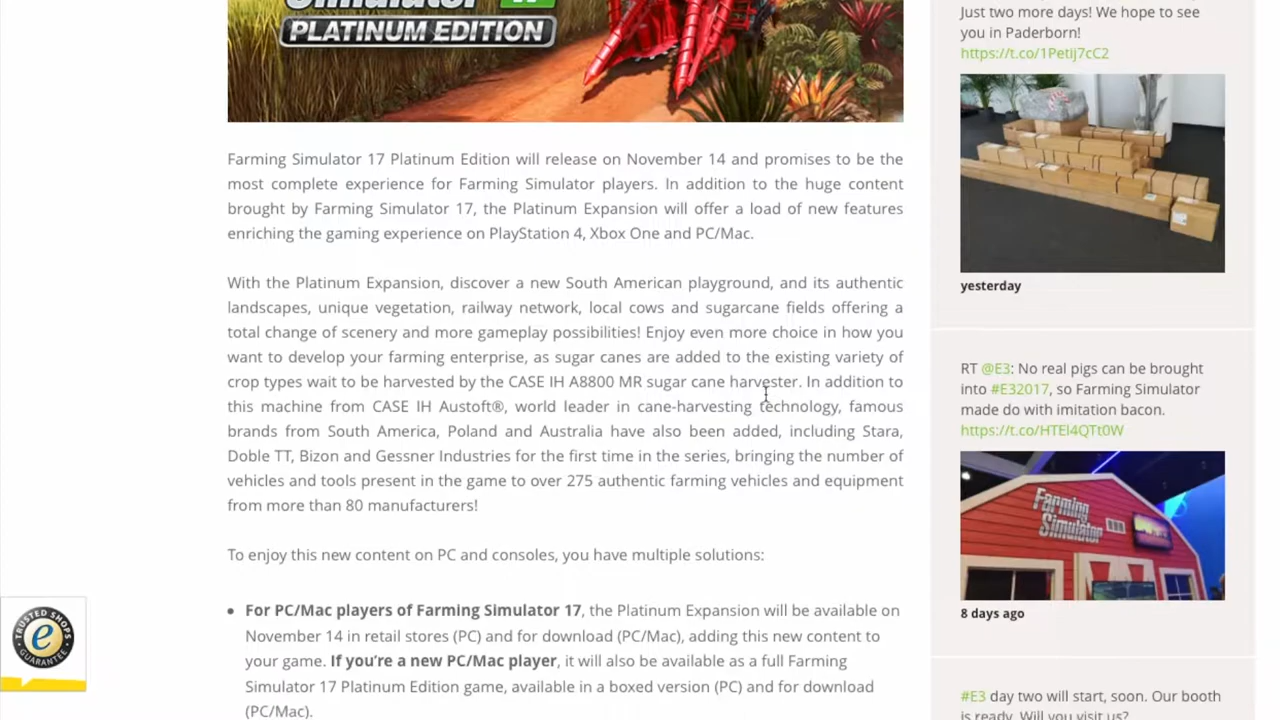 PLATINUM EDITION
Farming Simulator 17 Platinum Edition will release on November 14 and promises to be the
most complete experience for Farming Simulator players. In addition to the huge content
brought by Farming Simulator 17, the Platinum Expansion will offer a load of new features
enriching the gaming experience on PlayStation 4, Xbox One and PC/Mac.
With the Platinum Expansion, discover a new South American playground, and its authentic
landscapes, unique vegetation, railway network, local cows and sugarcane fields offering a
total change of scenery and more gameplay possibilities! Enjoy even more choice in how you
want to develop your farming enterprise, as sugar canes are added to the existing variety of
crop types wait to be harvested by the CASE IH A8800 MR sugar cane harvester. In addition to
this machine from CASE IH Austoft®, world leader in cane-harvesting technology, famous
brands from South America, Poland and Australia have also been added, including Stara,
Doble TT, Bizon and Gessner Industries for the first time in the series, bringing the number of
vehicles and tools present in the game to over 275 authentic farming vehicles and equipment
from more than 80 manufacturers!
To enjoy this new content on PC and consoles, you have multiple solutions:
• For PC/Mac players of Farming Simulator 17, the Platinum Expansion will be available on
November 14 in retail stores (PC) and for download (PC/Mac), adding this new content to
your game. If you're a new PC/Mac player, it will also be available as a full Farming
Simulator 17 Platinum Edition game, available in a boxed version (PC) and for download
(PC/Mac).
Just two more days! We hope to see
you in Paderborn!
https://t.co/1Petij7cC2
yesterday
RT @E3: No real pigs can be brought
into #E32017, so Farming Simulator
made do with imitation bacon.
https://t.co/HTEl4QTt0W
Farming
Simulator
8 days ago
#E3 day two will start, soon. Our booth
is ready. Will you visit us?
TRUSTED SHOPS
e
GUARANTEE